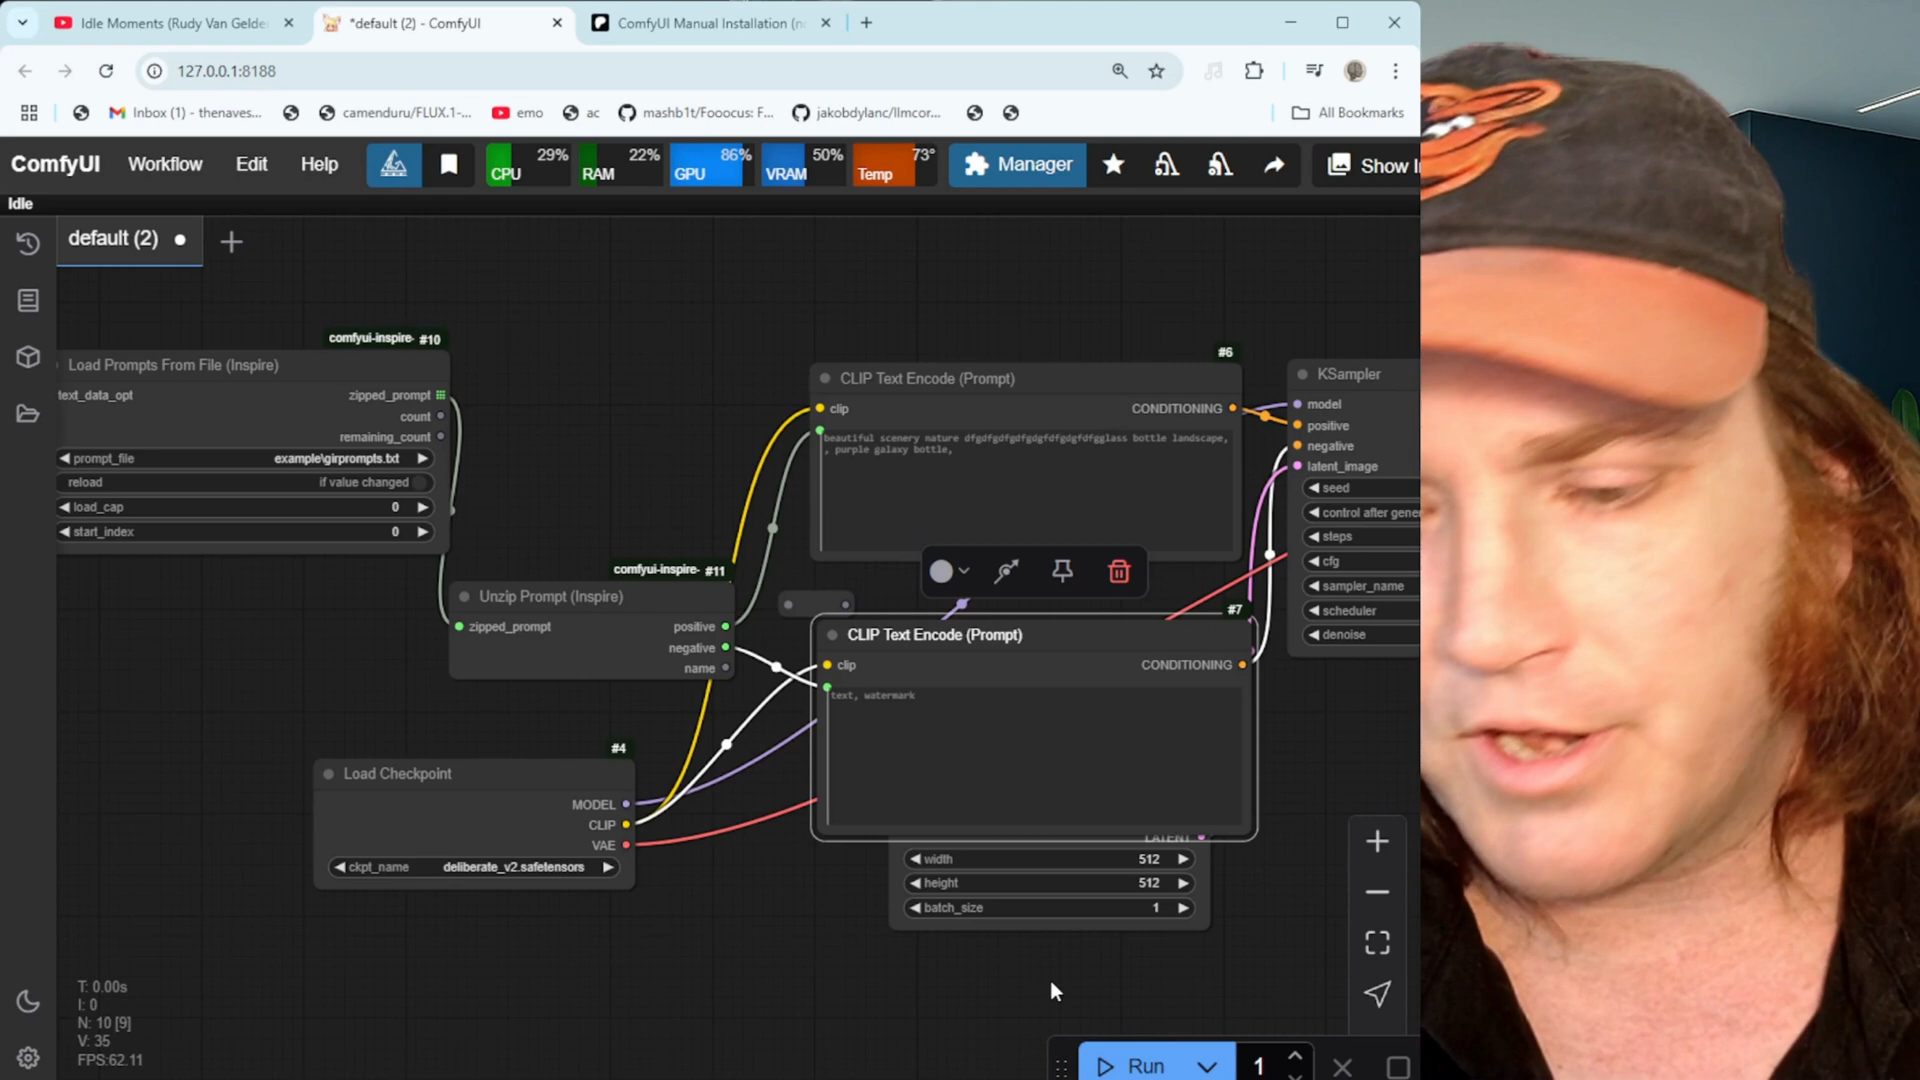 Idle Moments (Rudy Van Gelde
*default (2) - ComfyUI
ComfyUI Manual Installation (n
127.0.0.1:8188
Inbox (1) - thenaves...
camenduru/FLUX.1-...
emo
ac
mashb1t/Fooocus: F...
jakobdylanc/llmcor...
All Bookmarks
ComfyUI
Workflow
Edit
Help
CPU
29%
RAM
22%
GPU
86%
VRAM
50%
Temp
73°
Manager
Show I
Idle
default (2)
comfyui-inspire- #10
Load Prompts From File (Inspire)
text_data_opt
zipped_prompt
count
remaining_count
prompt_file
example\girprompts.txt
reload
if value changed
load_cap
0
start_index
0
comfyui-inspire- #11
Unzip Prompt (Inspire)
zipped_prompt
positive
negative
name
#4
Load Checkpoint
MODEL
CLIP
VAE
ckpt_name
deliberate_v2.safetensors
#6
CLIP Text Encode (Prompt)
clip
CONDITIONING
beautiful scenery nature dfgdfgdfgdfgdgfdfgdgfdfgglass bottle landscape,
, purple galaxy bottle,
#7
CLIP Text Encode (Prompt)
clip
CONDITIONING
text, watermark
LATENT
width
512
height
512
batch_size
1
KSampler
model
positive
negative
latent_image
seed
control after gene
steps
cfg
sampler_name
scheduler
denoise
T: 0.00s
I: 0
N: 10 [9]
V: 35
FPS:62.11
Run
1